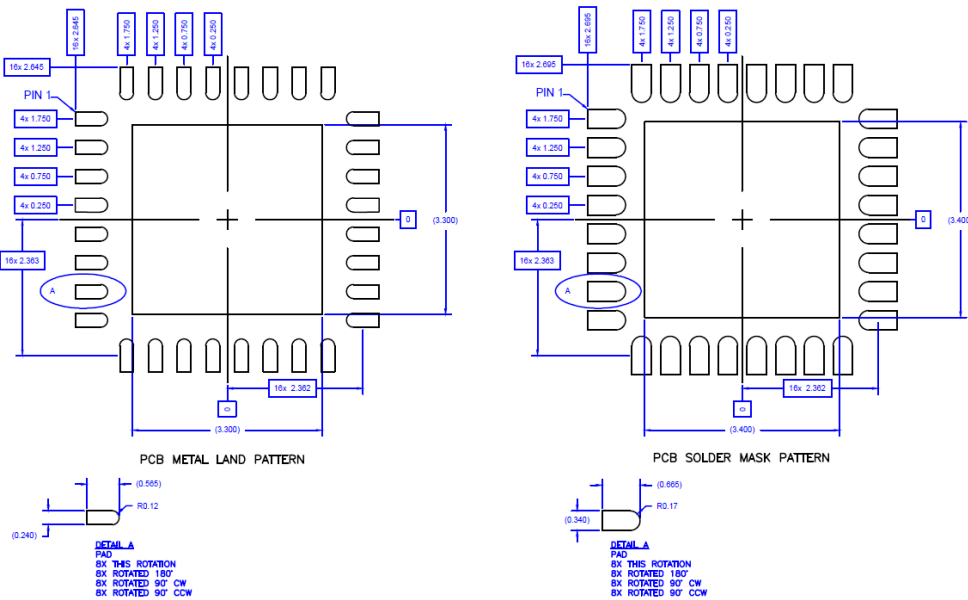 16x 2.645
4x 1.750
4x 1.250
4x 0.750
4x 0.250
16x 2.645
PIN 1
4x 1.750
4x 1.250
4x 0.750
4x 0.250
0
(3.300)
16x 2.363
A
16x 2.362
0
(3.300)
PCB METAL LAND PATTERN
(0.565)
R0.12
(0.240)
DETAIL A
PAD
8X THIS ROTATION
8X ROTATED 180°
8X ROTATED 90° CW
8X ROTATED 90° CCW
16x 2.695
4x 1.750
4x 1.250
4x 0.750
4x 0.250
16x 2.695
PIN 1
4x 1.750
4x 1.250
4x 0.750
4x 0.250
0
(3.400
16x 2.363
A
16x 2.362
0
(3.400)
PCB SOLDER MASK PATTERN
(0.665)
R0.17
(0.340)
DETAIL A
PAD
8X THIS ROTATION
8X ROTATED 180°
8X ROTATED 90° CW
8X ROTATED 90° CCW